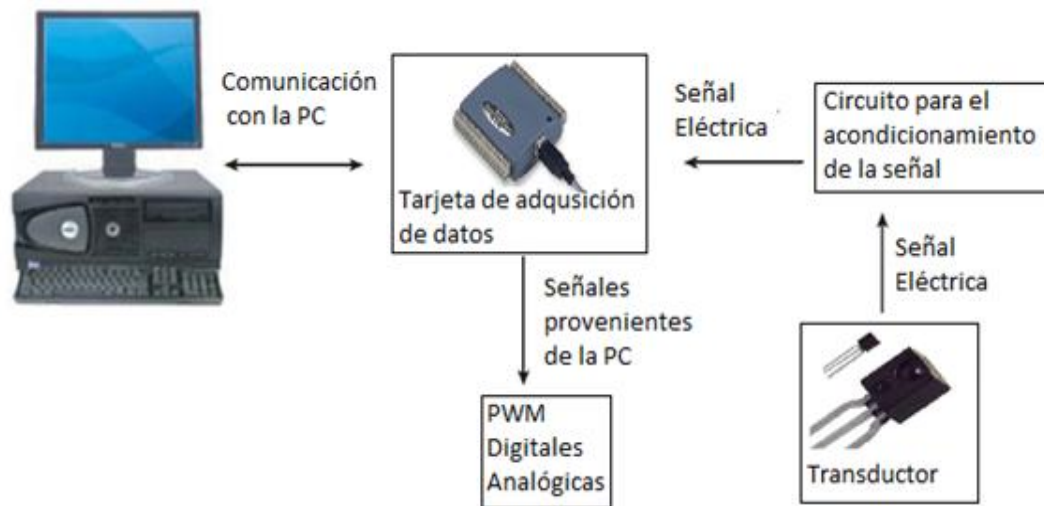 Comunicación
con la PC
Tarjeta de adqusición
de datos
Señal
Eléctrica
Circuito para el
acondicionamiento
de la señal
Señal
Eléctrica
Transductor
Señales
provenientes
de la PC
PWM
Digitales
Analógicas